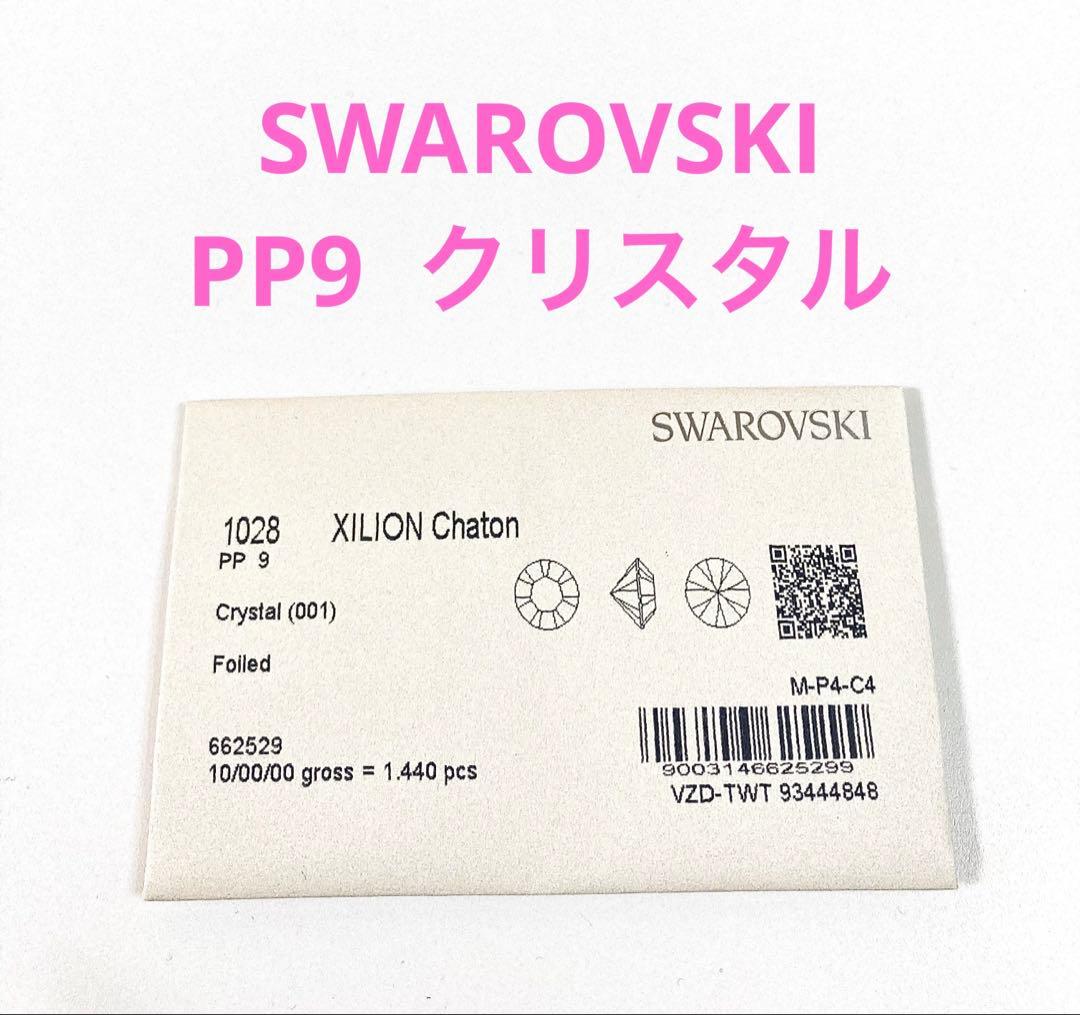 SWAROVSKI
PP9 クリスタル
SWAROVSKI
1028 XILION Chaton
PP 9
Crystal (001)
Foiled
M-P4-C4
662529
10/00/00 gross = 1.440 pcs
9003146625299
VZD-TWT 93444848